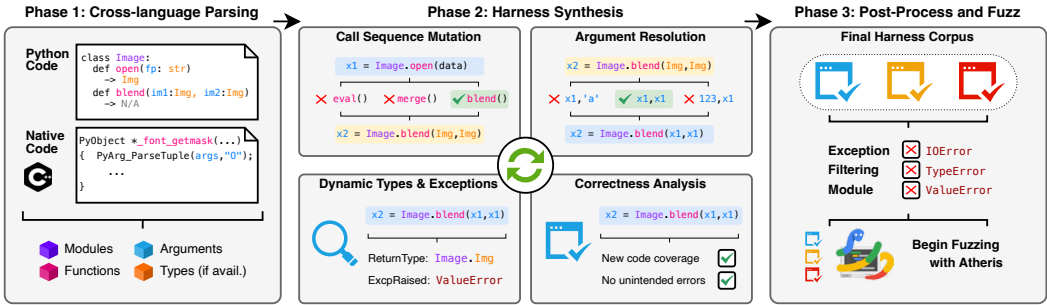 Phase 1: Cross-language Parsing
Python
Code
class Image:
def open(fp: str)
-> Img
def blend(im1:Img, im2:Img)
-> N/A
Native
Code
PyObject *_font_getmask(...)
{ PyArg_ParseTuple(args,"O");
...
}
Modules
Arguments
Functions
Types (if avail.)
Phase 2: Harness Synthesis
Call Sequence Mutation
x1 = Image.open(data)
eval()
merge()
blend()
x2 = Image.blend(Img,Img)
Argument Resolution
x2 = Image.blend(Img,Img)
x1,'a'
x1,x1
123,x1
x2 = Image.blend(x1,x1)
Dynamic Types & Exceptions
x2 = Image.blend(x1,x1)
ReturnType: Image.Img
ExcpRaised: ValueError
Correctness Analysis
x2 = Image.blend(x1,x1)
New code coverage
No unintended errors
Phase 3: Post-Process and Fuzz
Final Harness Corpus
Exception
Filtering
Module
IOError
TypeError
ValueError
Begin Fuzzing
with Atheris